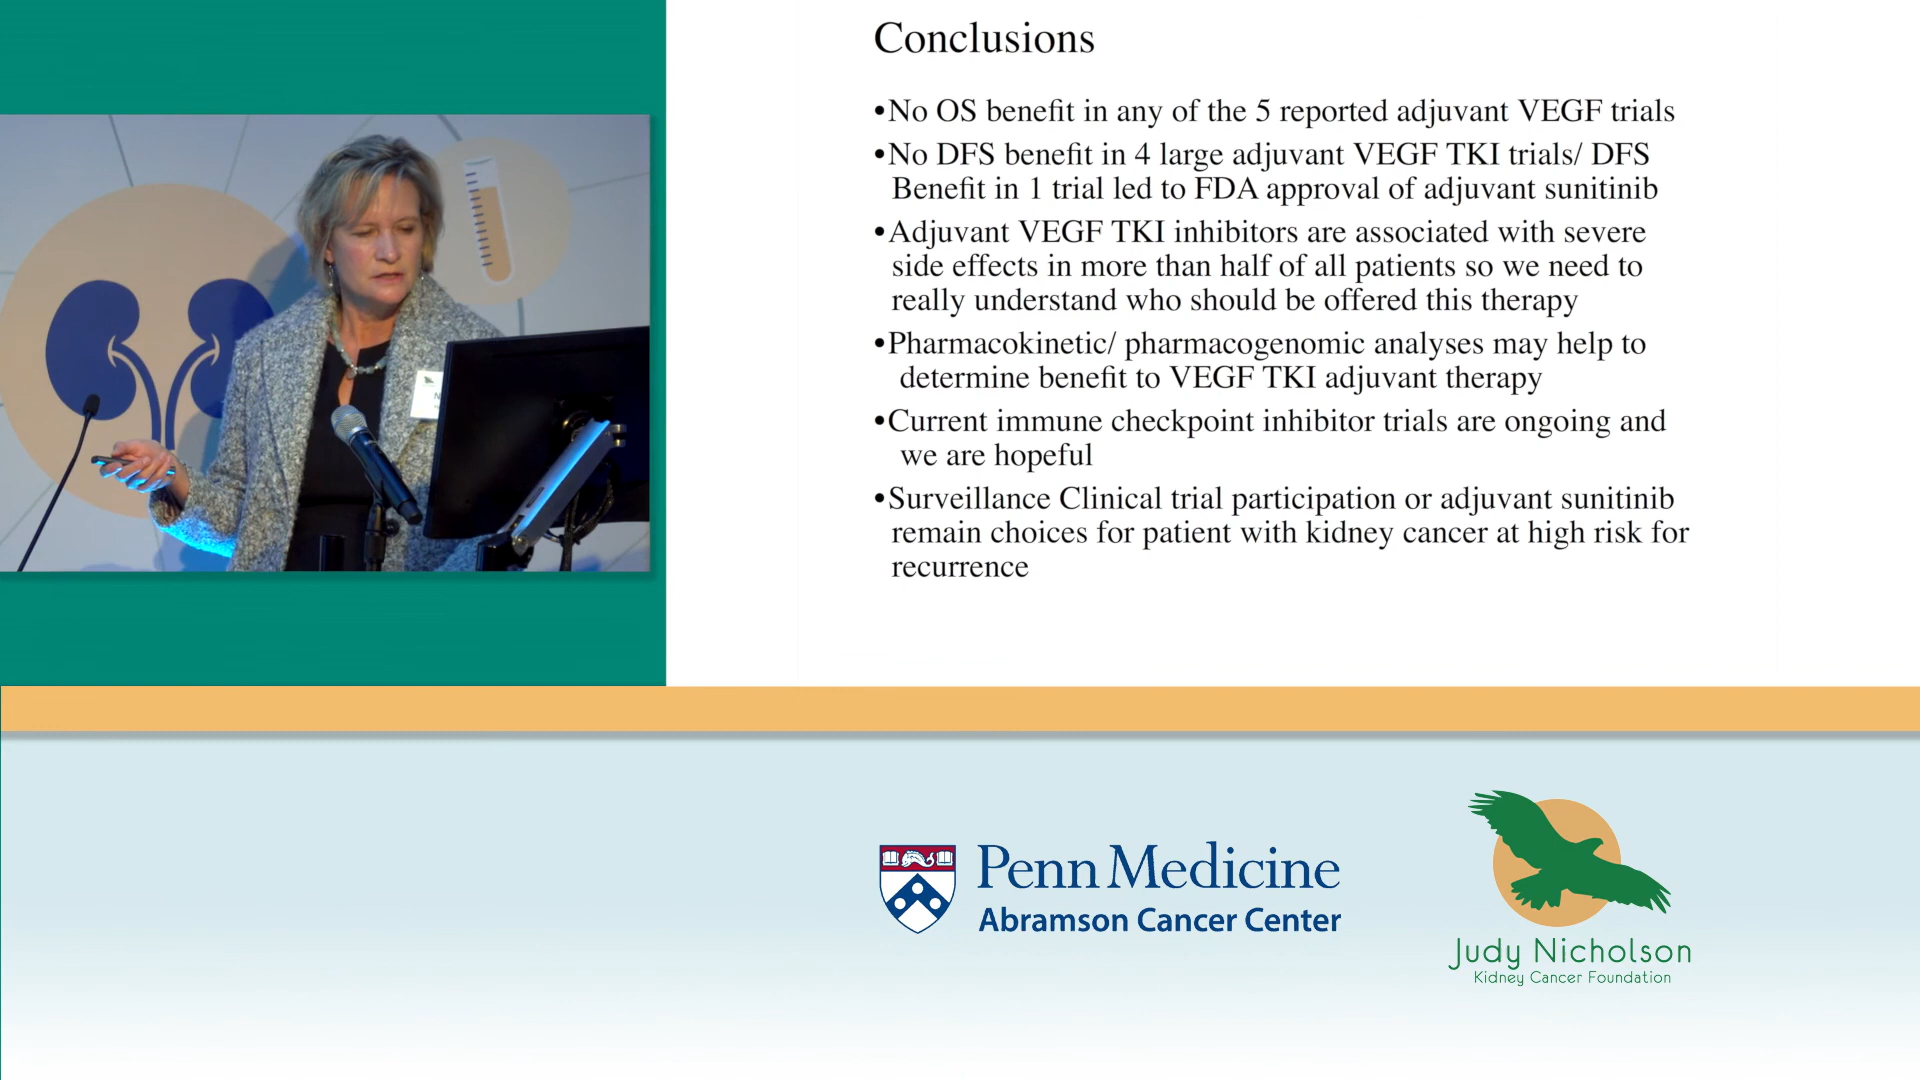 Conclusions
•No OS benefit in any of the 5 reported adjuvant VEGF trials
•No DFS benefit in 4 large adjuvant VEGF TKI trials/ DFS
Benefit in 1 trial led to FDA approval of adjuvant sunitinib
•Adjuvant VEGF TKI inhibitors are associated with severe
side effects in more than half of all patients so we need to
really understand who should be offered this therapy
•Pharmacokinetic/ pharmacogenomic analyses may help to
determine benefit to VEGF TKI adjuvant therapy
•Current immune checkpoint inhibitor trials are ongoing and
we are hopeful
•Surveillance Clinical trial participation or adjuvant sunitinib
remain choices for patient with kidney cancer at high risk for
recurrence
Penn Medicine
Abramson Cancer Center
Judy Nicholson
Kidney Cancer Foundation